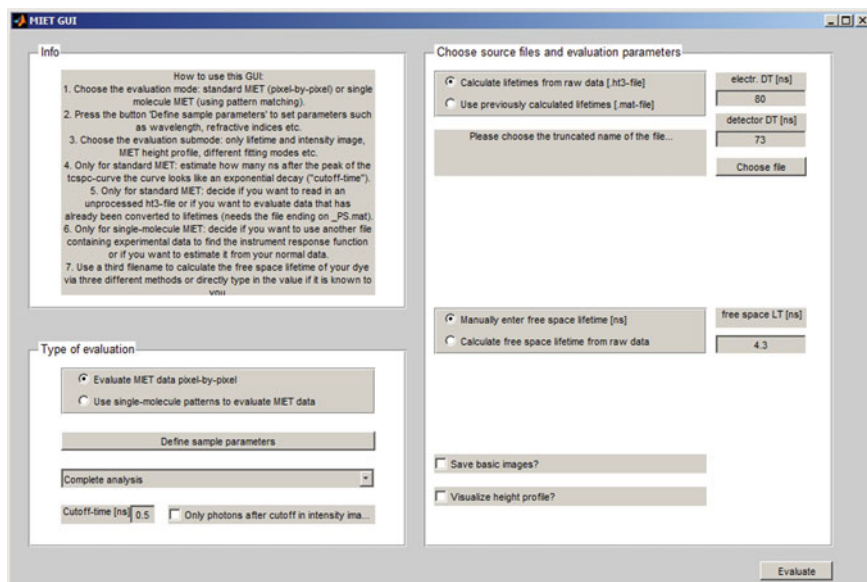 MIET GUI
Info
How to use this GUI:
1. Choose the evaluation mode: standard MIET (pixel-by-pixel) or single
molecule MIET (using pattern matching).
2. Press the button 'Define sample parameters' to set parameters such
as wavelength, refractive indices etc.
3. Choose the evaluation submode: only lifetime and intensity image,
MIET height profile, different fitting modes etc.
4. Only for standard MIET: estimate how many ns after the peak of the
tcspc-curve the curve looks like an exponential decay ("cutoff-time").
5. Only for standard MIET: decide if you want to read in an
unprocessed ht3-file or if you want to evaluate data that has
already been converted to lifetimes (needs the file ending on _PS.mat).
6. Only for single-molecule MIET: decide if you want to use another file
containing experimental data to find the instrument response function
or if you want to estimate it from your normal data.
7. Use a third filename to calculate the free space lifetime of your dye
via three different methods or directly type in the value if it is known to
you
Type of evaluation
Evaluate MIET data pixel-by-pixel
Use single-molecule patterns to evaluate MIET data
Define sample parameters
Complete analysis
Cutoff-time [ns] 0.5 Only photons after cutoff in intensity ima...
Choose source files and evaluation parameters
Calculate lifetimes from raw data [.ht3-file]
Use previously calculated lifetimes [.mat-file]
electr. DT [ns]
80
detector DT [ns]
73
Please choose the truncated name of the file...
Choose file
Manually enter free space lifetime [ns]
Calculate free space lifetime from raw data
free space LT [ns]
4.3
Save basic images?
Visualize height profile?
Evaluate